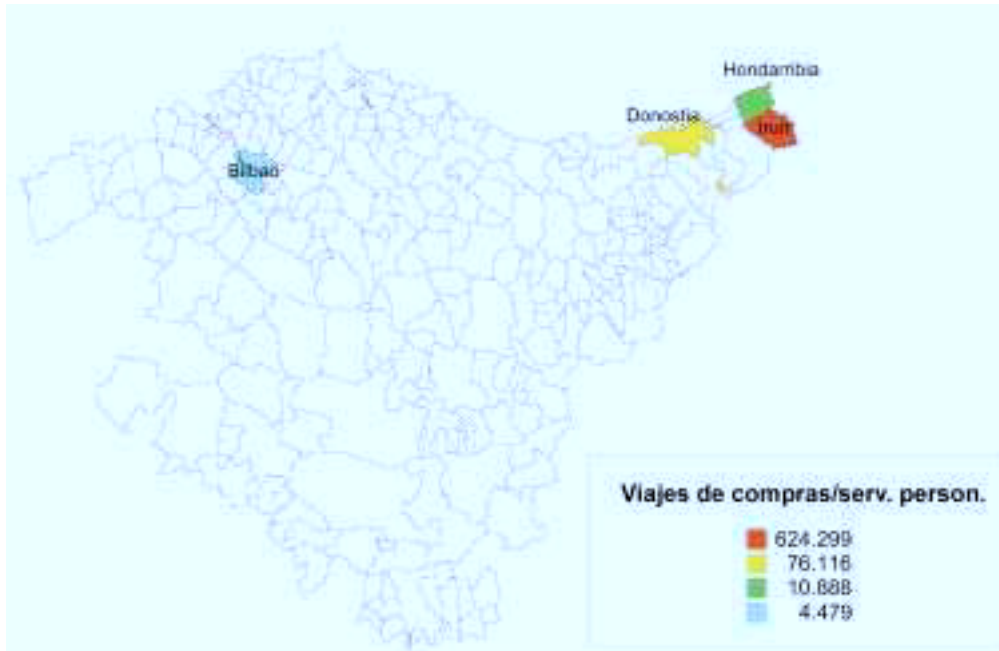 Hondarribia
Donostia
Irun
Bilbao
Viajes de compras/serv. person.
624.299
76.116
10.888
4.479